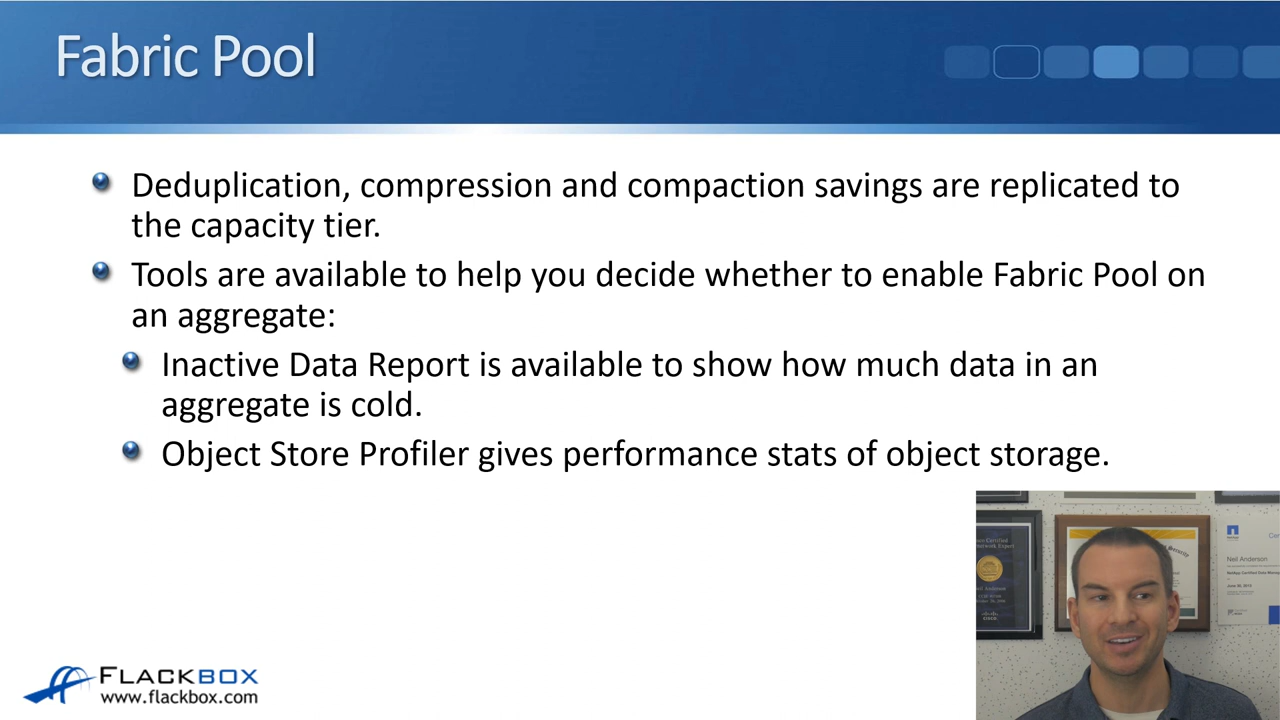 Fabric Pool
Deduplication, compression and compaction savings are replicated to
the capacity tier.
Tools are available to help you decide whether to enable Fabric Pool on
an aggregate:
Inactive Data Report is available to show how much data in an
aggregate is cold.
Object Store Profiler gives performance stats of object storage.
Neil Anderson
FLACKBOX
www.flackbox.com